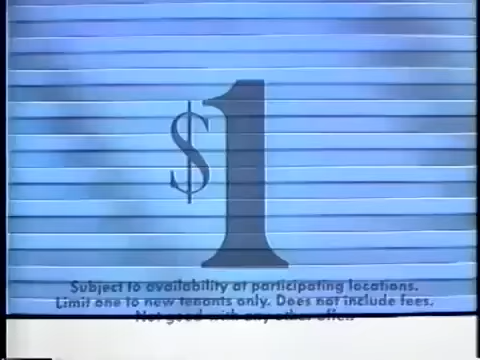 $1
Subject to availability at participating locations.
Limit one to new tenants only. Does not include fees.
Not good with any other offer.